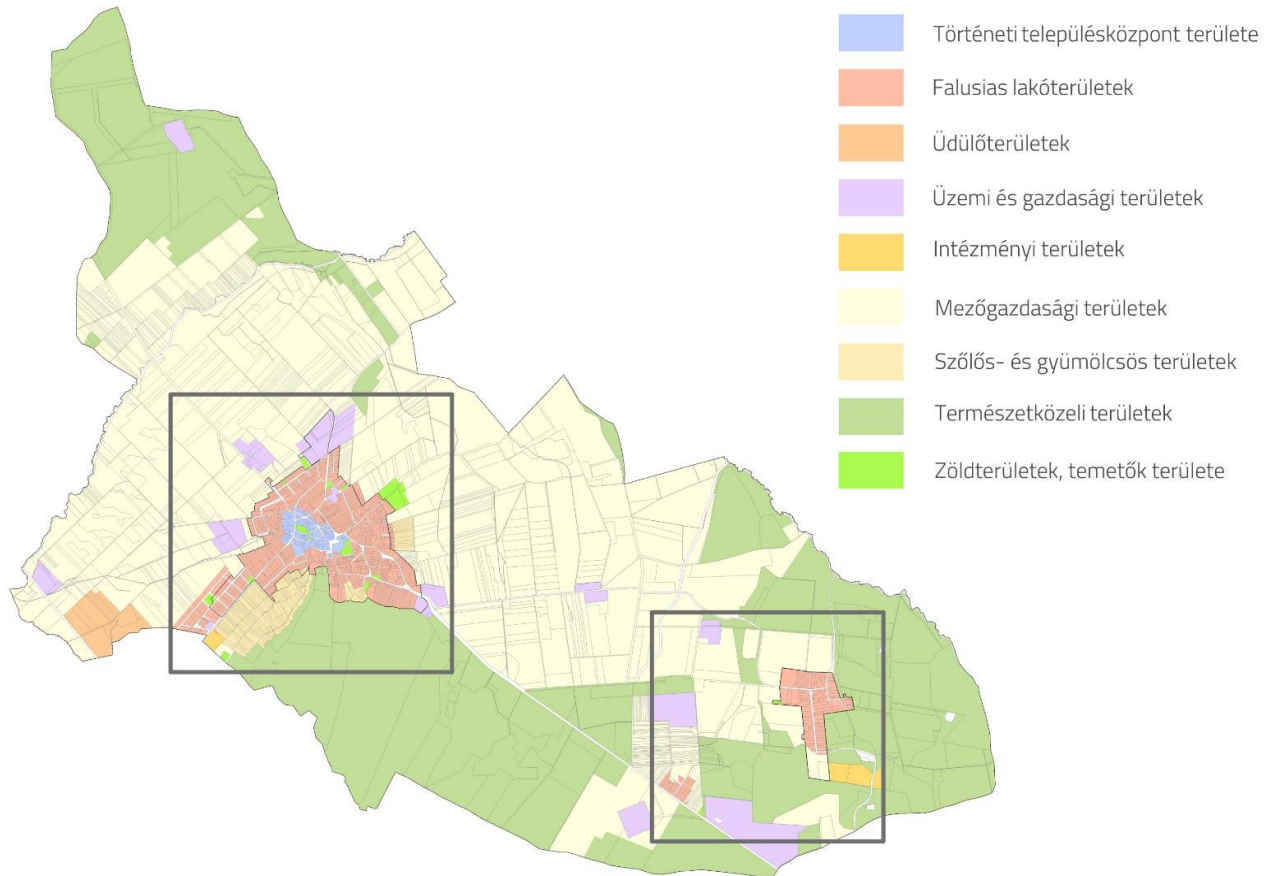 Történeti településközpont területe
Falusias lakóterületek
Üdülőterületek
Üzemi és gazdasági területek
Intézményi területek
Mezőgazdasági területek
Szőlős- és gyümölcsös területek
Természetközeli területek
Zöldterületek, temetők területe